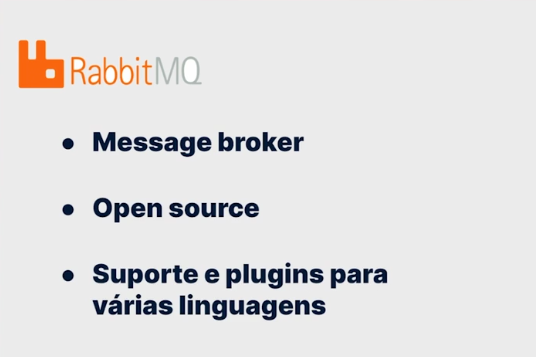 RabbitMQ
• Message broker
• Open source
• Suporte e plugins para
várias linguagens